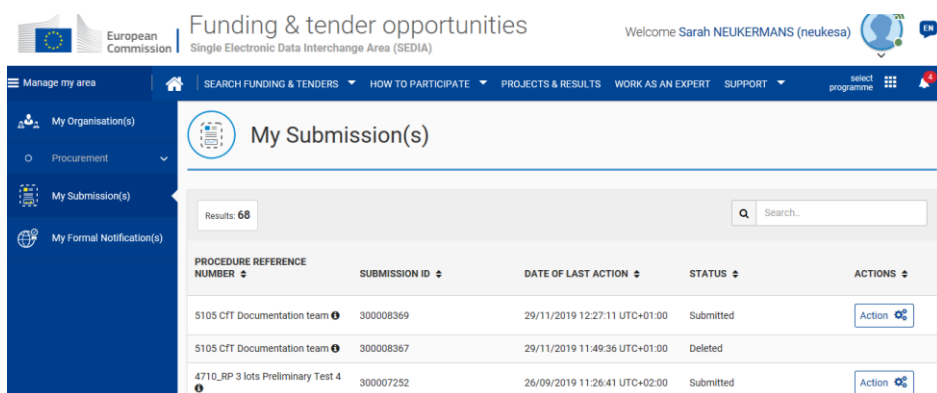 European
Commission
Funding & tender opportunities
Single Electronic Data Interchange Area (SEDIA)
Welcome Sarah NEUKERMANS (neukesa)
EN
Manage my area
SEARCH FUNDING & TENDERS
HOW TO PARTICIPATE
PROJECTS & RESULTS
WORK AS AN EXPERT
SUPPORT
select
programme
4
My Organisation(s)
Procurement
My Submission(s)
My Formal Notification(s)
My Submission(s)
Results: 68
Search..
PROCEDURE REFERENCE
NUMBER
SUBMISSION ID
DATE OF LAST ACTION
STATUS
ACTIONS
5105 CfT Documentation team
300008369
29/11/2019 12:27:11 UTC+01:00
Submitted
Action
5105 CfT Documentation team
300008367
29/11/2019 11:49:36 UTC+01:00
Deleted
4710_RP 3 lots Preliminary Test 4
300007252
26/09/2019 11:26:41 UTC+02:00
Submitted
Action